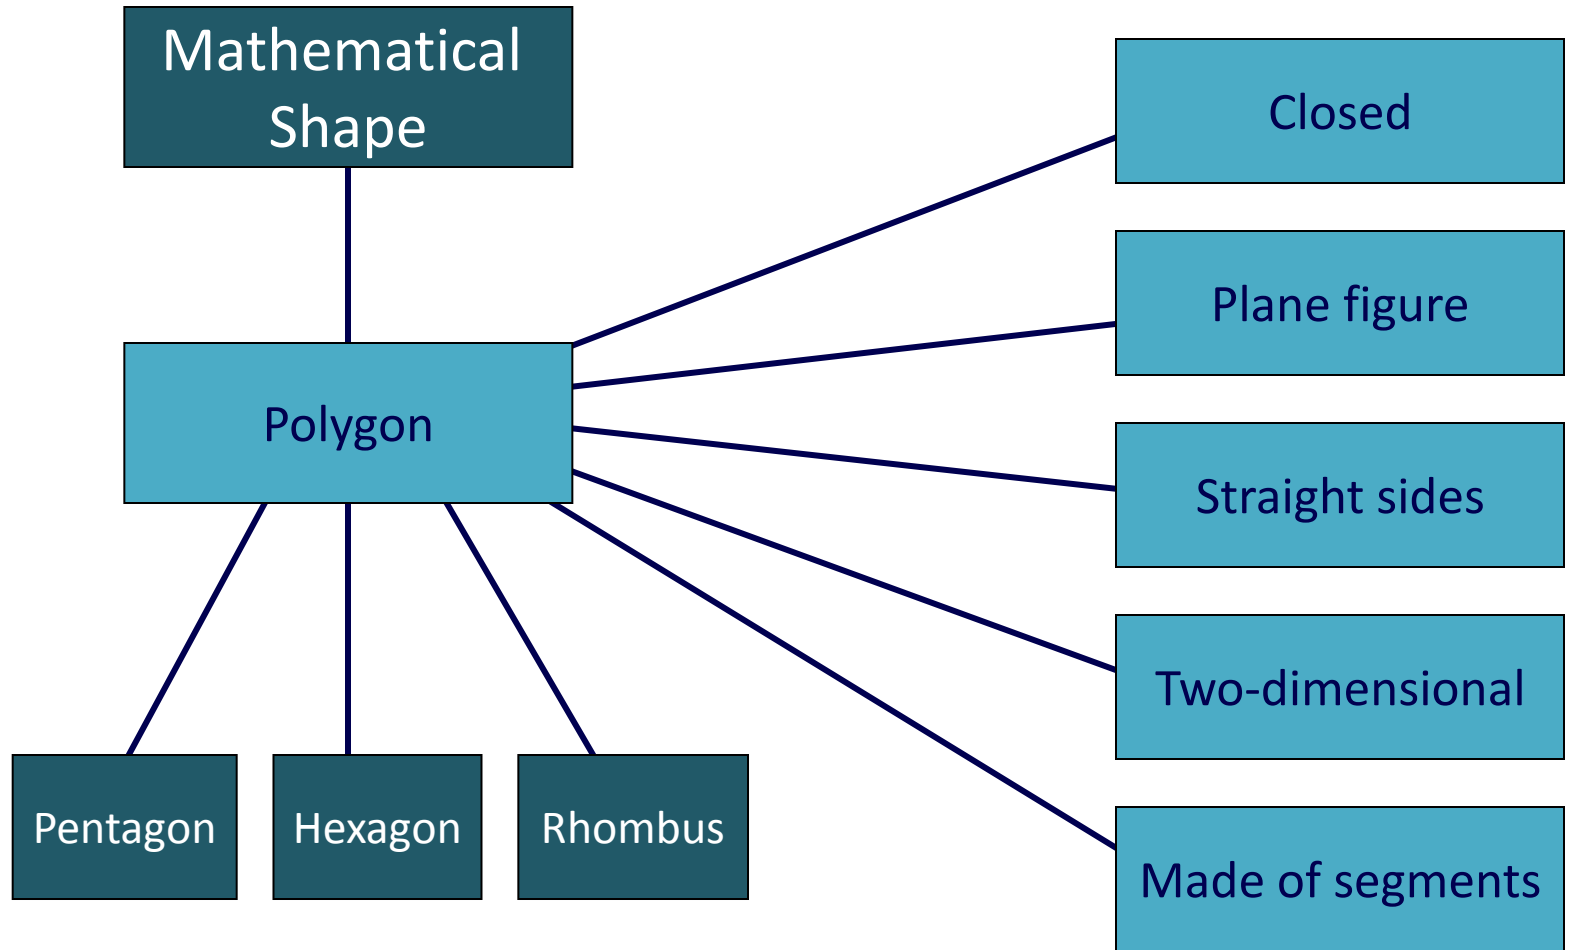 Mathematical
Shape
Closed
Plane figure
Polygon
Straight sides
Two-dimensional
Pentagon
Hexagon
Rhombus
Made of segments